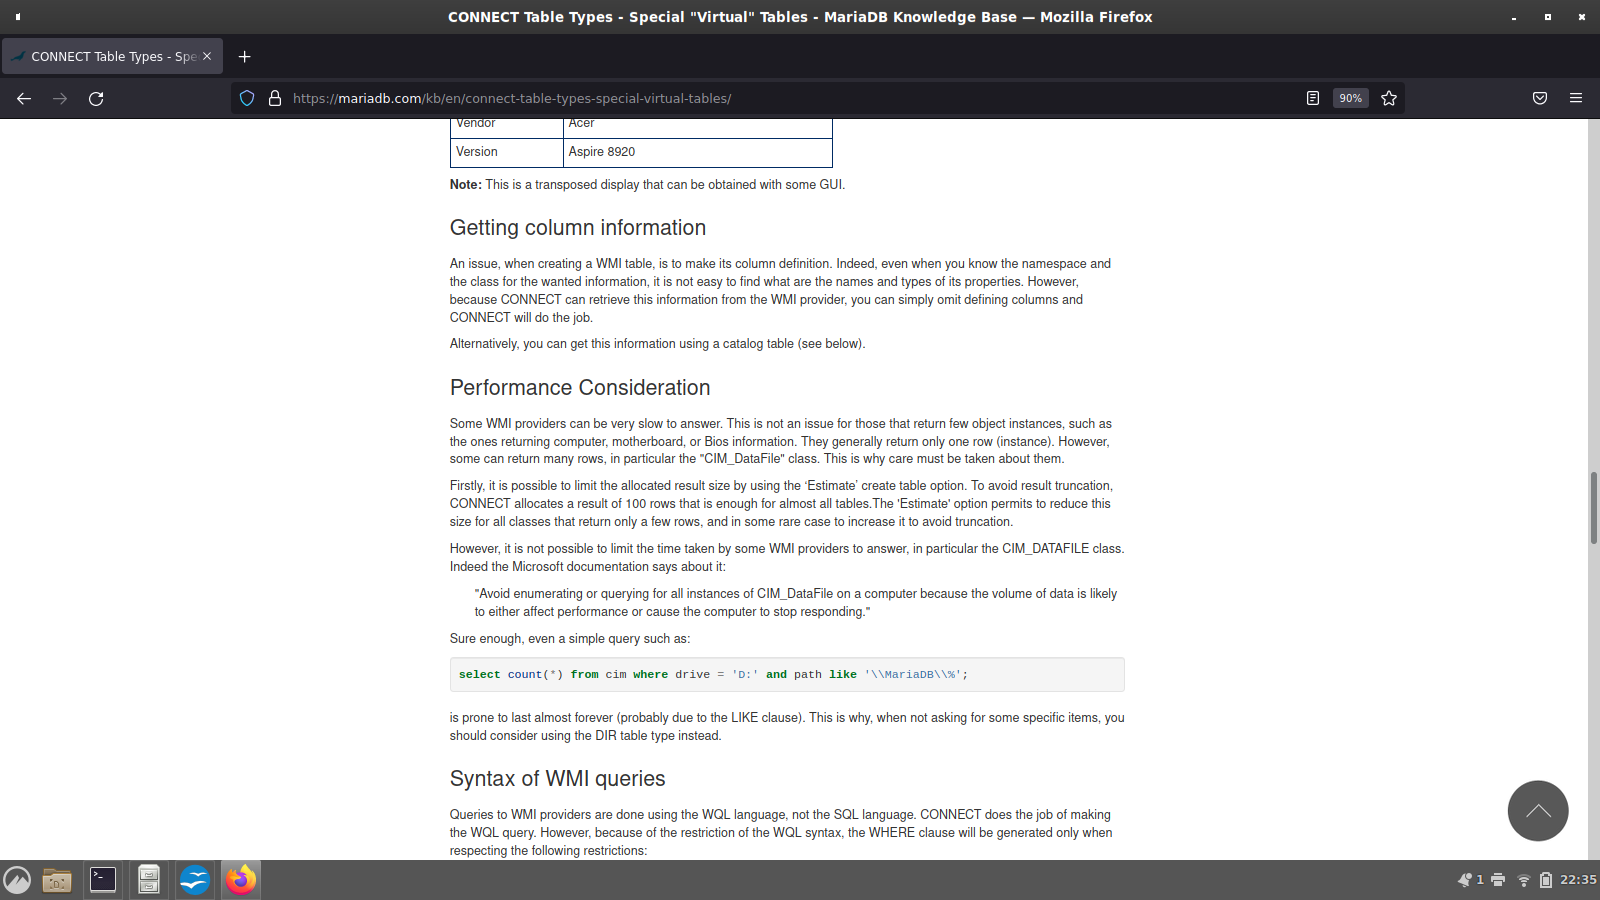 CONNECT Table Types - Special "Virtual" Tables - MariaDB Knowledge Base — Mozilla Firefox
CONNECT Table Types - Spe
https://mariadb.com/kb/en/connect-table-types-special-virtual-tables/
90%
Vendor Acer
Version Aspire 8920
Note: This is a transposed display that can be obtained with some GUI.
Getting column information
An issue, when creating a WMI table, is to make its column definition. Indeed, even when you know the namespace and
the class for the wanted information, it is not easy to find what are the names and types of its properties. However,
because CONNECT can retrieve this information from the WMI provider, you can simply omit defining columns and
CONNECT will do the job.
Alternatively, you can get this information using a catalog table (see below).
Performance Consideration
Some WMI providers can be very slow to answer. This is not an issue for those that return few object instances, such as
the ones returning computer, motherboard, or Bios information. They generally return only one row (instance). However,
some can return many rows, in particular the "CIM_DataFile" class. This is why care must be taken about them.
Firstly, it is possible to limit the allocated result size by using the ‘Estimate’ create table option. To avoid result truncation,
CONNECT allocates a result of 100 rows that is enough for almost all tables.The 'Estimate' option permits to reduce this
size for all classes that return only a few rows, and in some rare case to increase it to avoid truncation.
However, it is not possible to limit the time taken by some WMI providers to answer, in particular the CIM_DATAFILE class.
Indeed the Microsoft documentation says about it:
"Avoid enumerating or querying for all instances of CIM_DataFile on a computer because the volume of data is likely
to either affect performance or cause the computer to stop responding."
Sure enough, even a simple query such as:
select count(*) from cim where drive = 'D:' and path like '\\MariaDB\\%';
is prone to last almost forever (probably due to the LIKE clause). This is why, when not asking for some specific items, you
should consider using the DIR table type instead.
Syntax of WMI queries
Queries to WMI providers are done using the WQL language, not the SQL language. CONNECT does the job of making
the WQL query. However, because of the restriction of the WQL syntax, the WHERE clause will be generated only when
respecting the following restrictions:
1
22:35